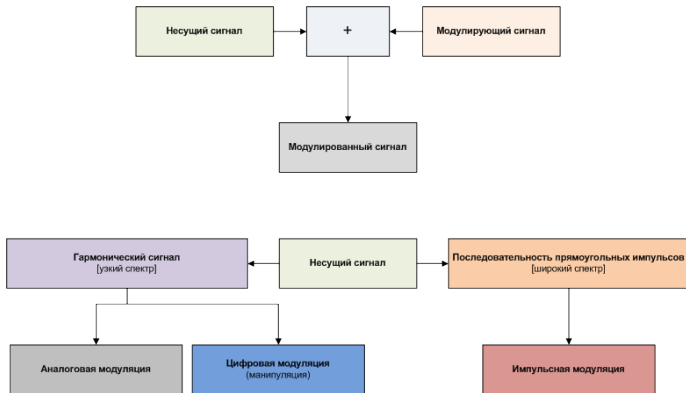 Несущий сигнал
+
Модулирующий сигнал
Модулированный сигнал
Гармонический сигнал
[узкий спектр]
Несущий сигнал
Последовательность прямоугольных импульсов
[широкий спектр]
Аналоговая модуляция
Цифровая модуляция
(манипуляция)
Импульсная модуляция